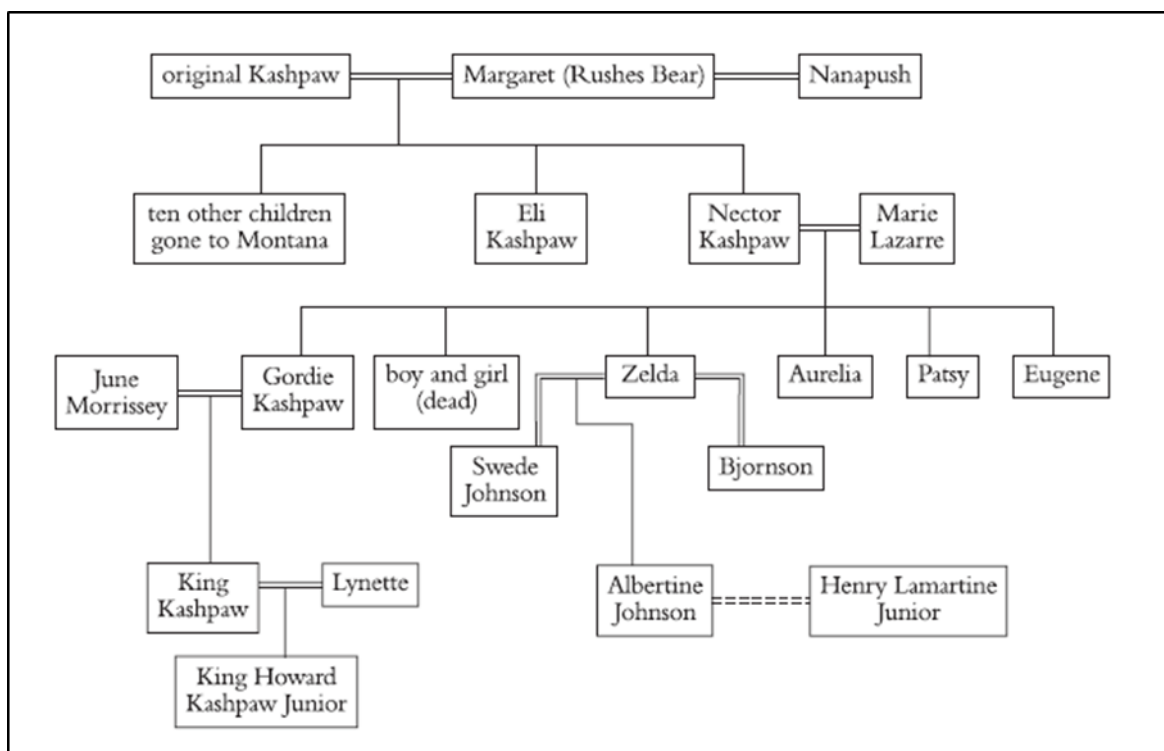 original Kashpaw
Margaret (Rushes Bear)
Nanapush
ten other children
gone to Montana
Eli
Kashpaw
Nector
Kashpaw
Marie
Lazarre
June
Morrissey
Gordie
Kashpaw
boy and girl
(dead)
Zelda
Aurelia
Patsy
Eugene
Swede
Johnson
Bjornson
King
Kashpaw
Lynette
Albertine
Johnson
Henry Lamartine
Junior
King Howard
Kashpaw Junior